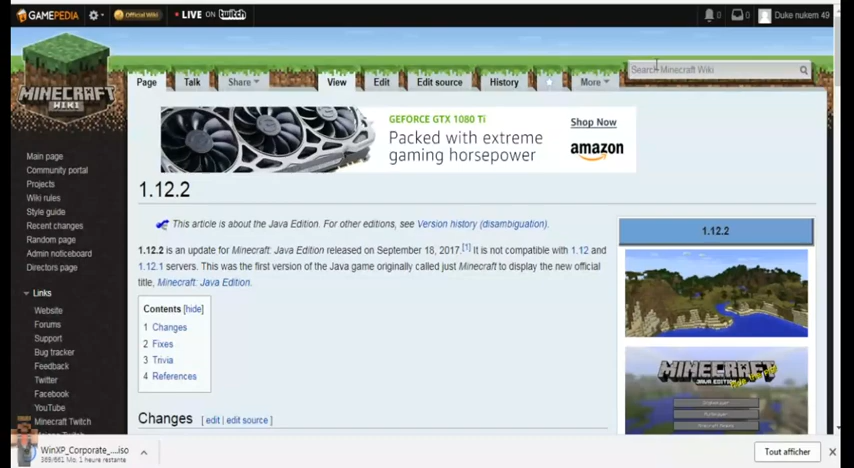 GAMEPEDIA Official Wiki LIVE ON twitch 0 0 Duke nukem 49
MINECRAFT
WIKI
Page Talk Share View Edit Edit source History More Search Minecraft Wiki
GEFORCE GTX 1080 Ti
Packed with extreme
gaming horsepower
Shop Now
amazon
Main page
Community portal
Projects
Wiki rules
Style guide
Recent changes
Random page
Admin noticeboard
Directors page
Links
Website
Forums
Support
Bug tracker
Feedback
Twitter
Facebook
YouTube
Minecraft Twitch
1.12.2
This article is about the Java Edition. For other editions, see Version history (disambiguation).
1.12.2 is an update for Minecraft: Java Edition released on September 18, 2017.[1] It is not compatible with 1.12 and
1.12.1 servers. This was the first version of the Java game originally called just Minecraft to display the new official
title, Minecraft: Java Edition.
Contents [hide]
1 Changes
2 Fixes
3 Trivia
4 References
Changes [ edit | edit source ]
1.12.2
MINECRAFT
JAVA EDITION
WinXP_Corporate_....iso
369/661 Mo, 1 heure restante
Tout afficher